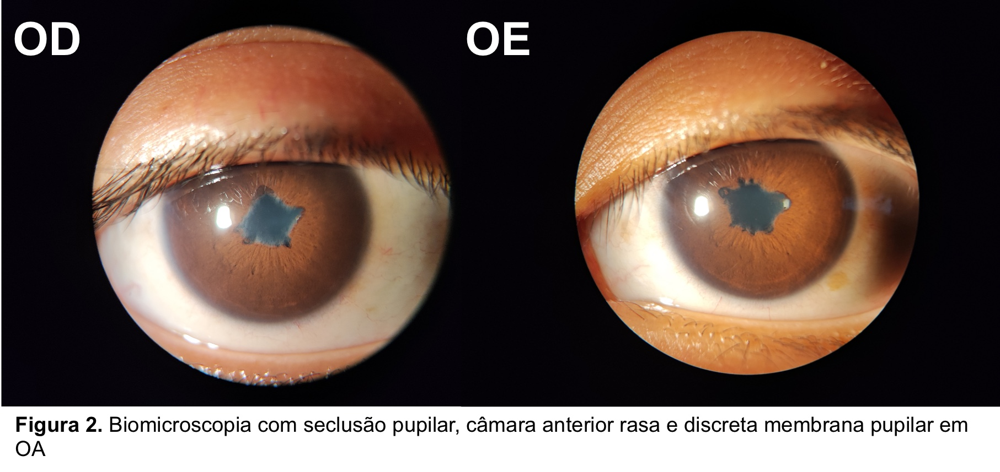 OD
OE
Figura 2. Biomicroscopia com seclusão pupilar, câmara anterior rasa e discreta membrana pupilar em
OA